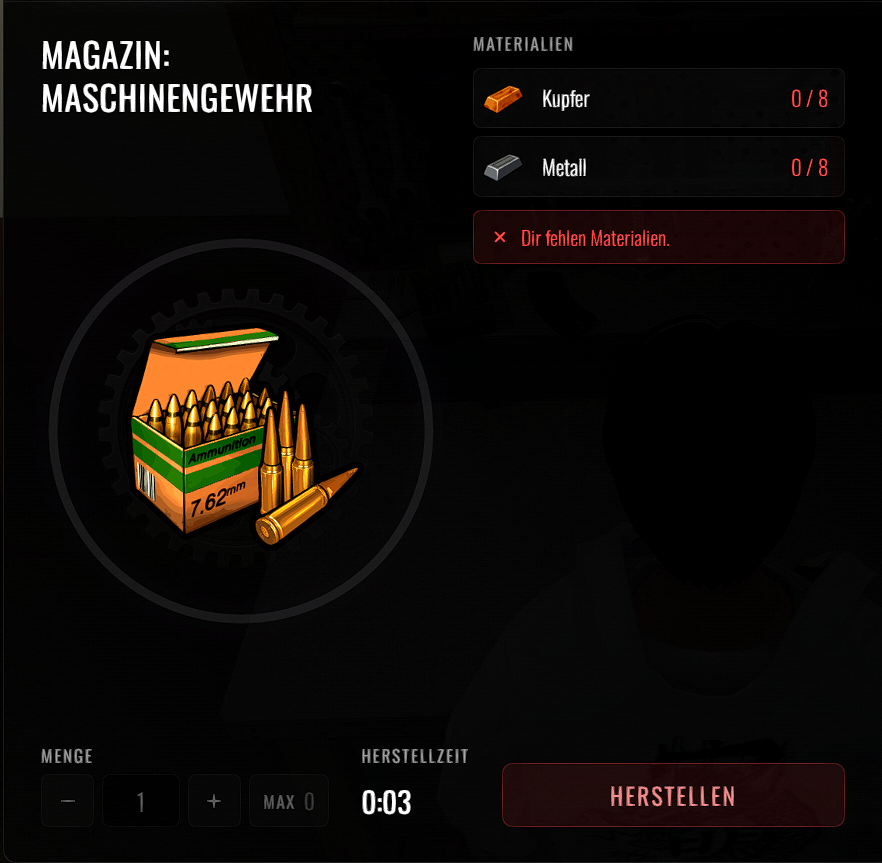 MAGAZIN:
MASCHINENGEWEHR
MATERIALIEN
Kupfer 0 / 8
Metall 0 / 8
× Dir fehlen Materialien.
Ammunition
7.62mm
MENGE
− 1 + MAX 0
HERSTELLZEIT
0:03
HERSTELLEN